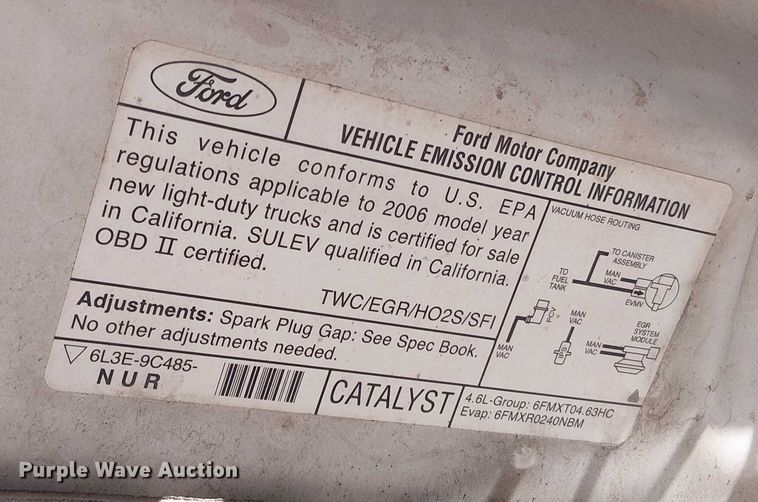 Ford
Ford Motor Company
VEHICLE EMISSION CONTROL INFORMATION
This vehicle conforms to U.S. EPA
regulations applicable to 2006 model year
new light-duty trucks and is certified for sale
in California. SULEV qualified in California.
OBD II certified.
TWC/EGR/HO2S/SFI
Adjustments: Spark Plug Gap: See Spec Book.
No other adjustments needed.
6L3E-9C485-
NUR
CATALYST
VACUUM HOSE ROUTING
TO CANISTER
ASSEMBLY
TO
FUEL
TANK
MAN
VAC
EVMV
PCV
MAN
VAC
MAN
VAC
EGR
SYSTEM
MODULE
MAN
VAC
4.6L-Group: 6FMXT04.63HC
Evap: 6FMXR0240NBM
Purple Wave Auction